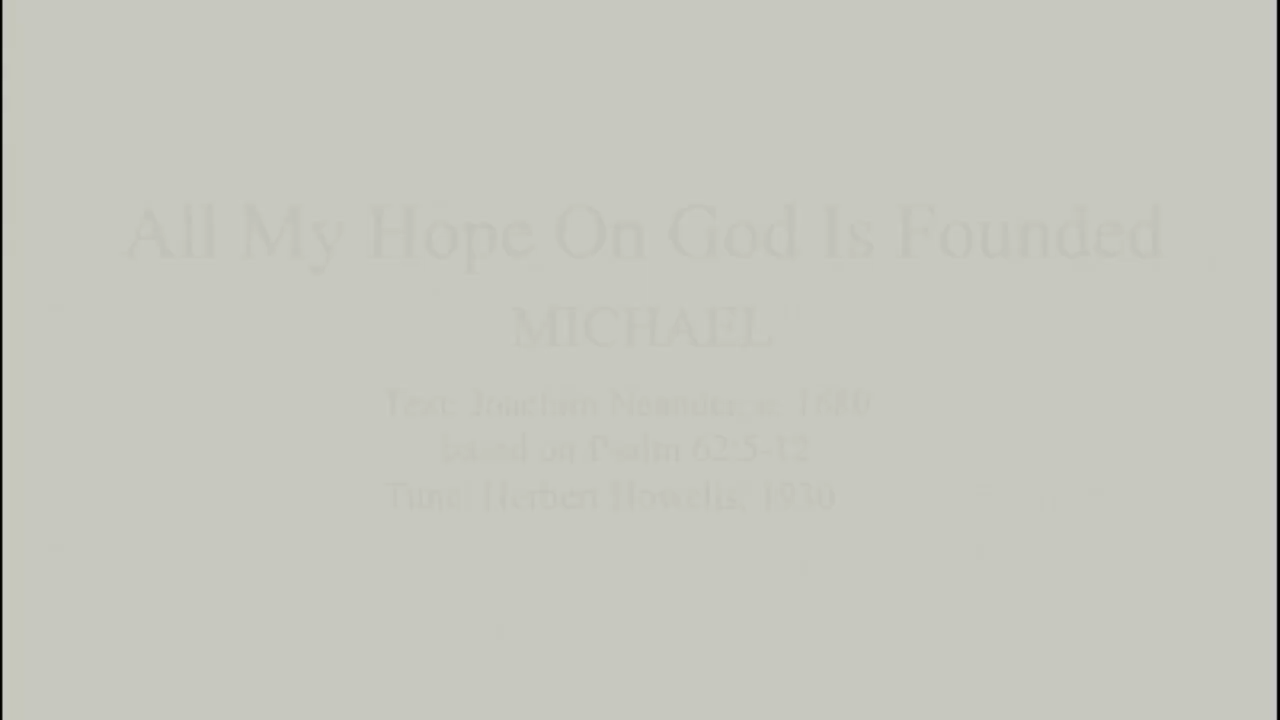 All My Hope On God Is Founded
MICHAEL
Text: Joachim Neander, c. 1680
based on Psalm 62:5-12
Tune: Herbert Howells, 1930